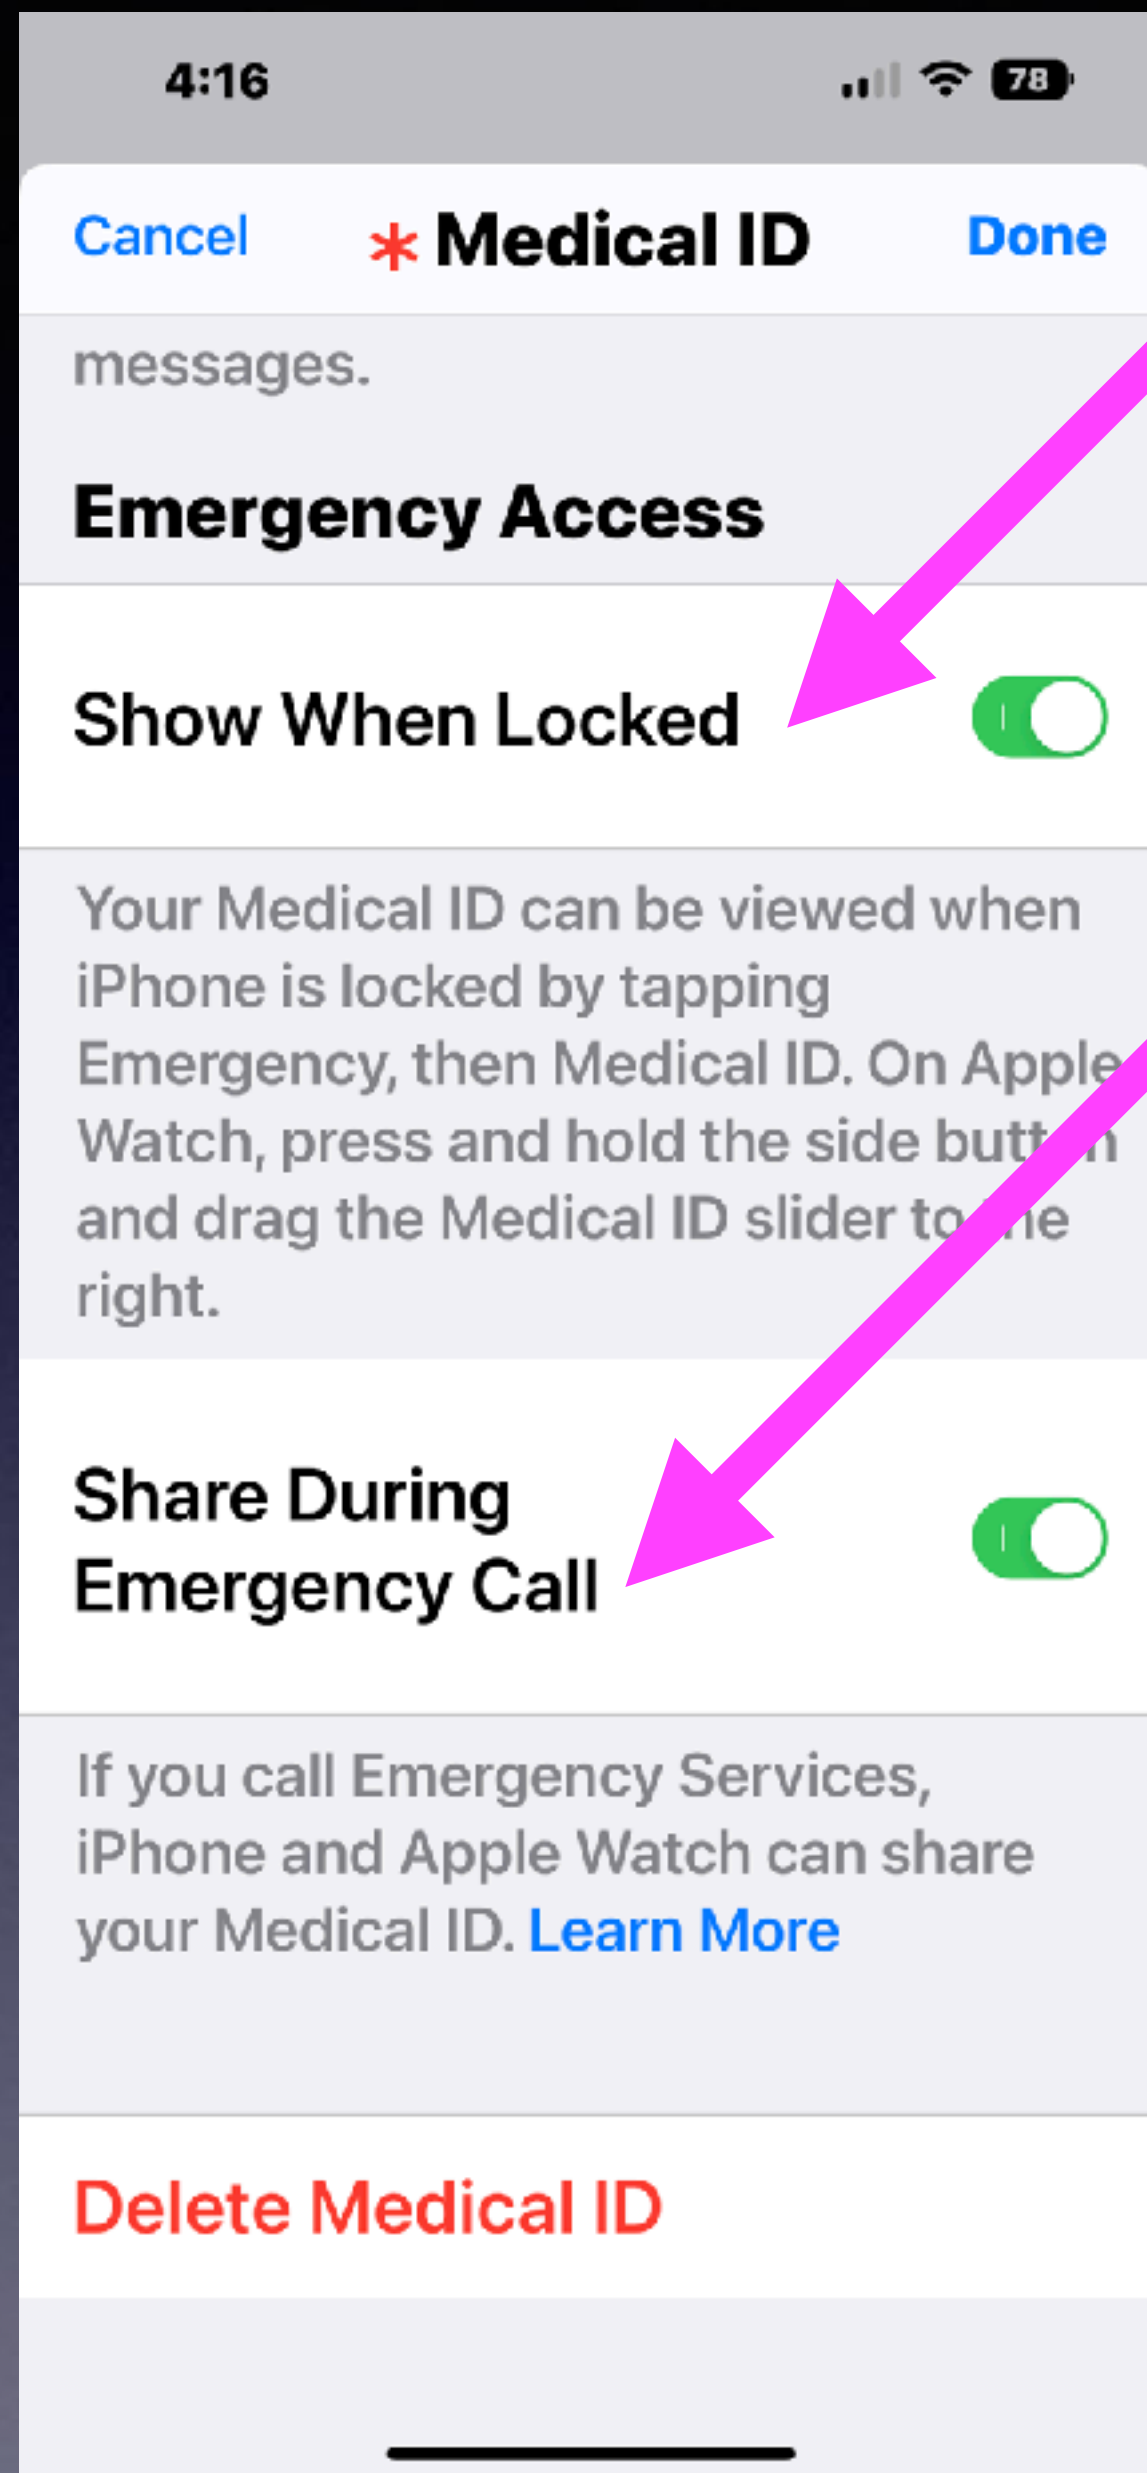 4:16
78
Cancel
* Medical ID
Done
messages.
Emergency Access
Show When Locked
Your Medical ID can be viewed when
iPhone is locked by tapping
Emergency, then Medical ID. On Apple
Watch, press and hold the side button
and drag the Medical ID slider to the
right.
Share During
Emergency Call
If you call Emergency Services,
iPhone and Apple Watch can share
your Medical ID. Learn More
Delete Medical ID